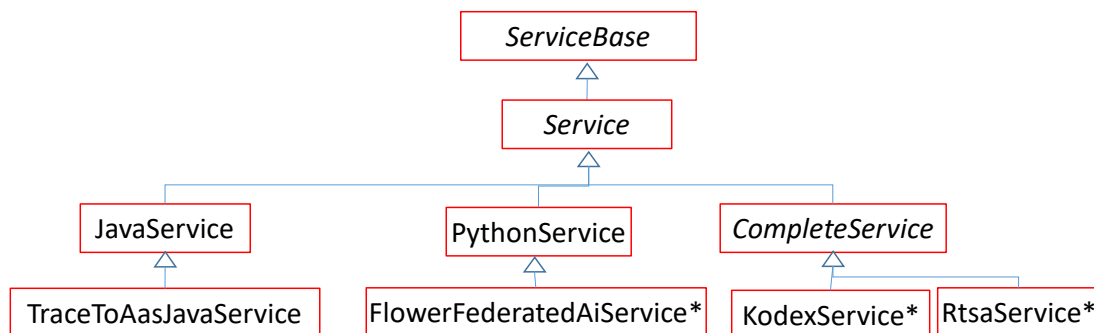 ServiceBase
Service
JavaService
PythonService
CompleteService
TraceToAasJavaService
FlowerFederatedAiService*
KodexService*
RtsaService*